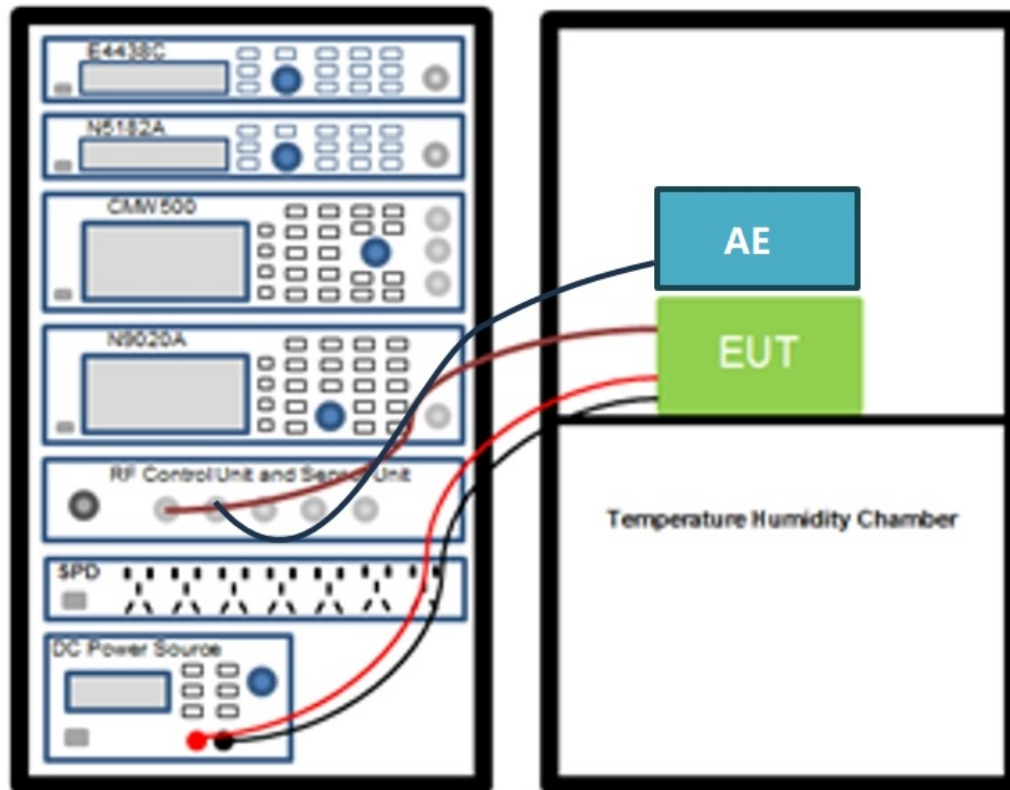 E4438C
N5182A
CMW500
N9020A
RF Control Unit and Sensor Unit
SPD
DC Power Source
AE
EUT
Temperature Humidity Chamber